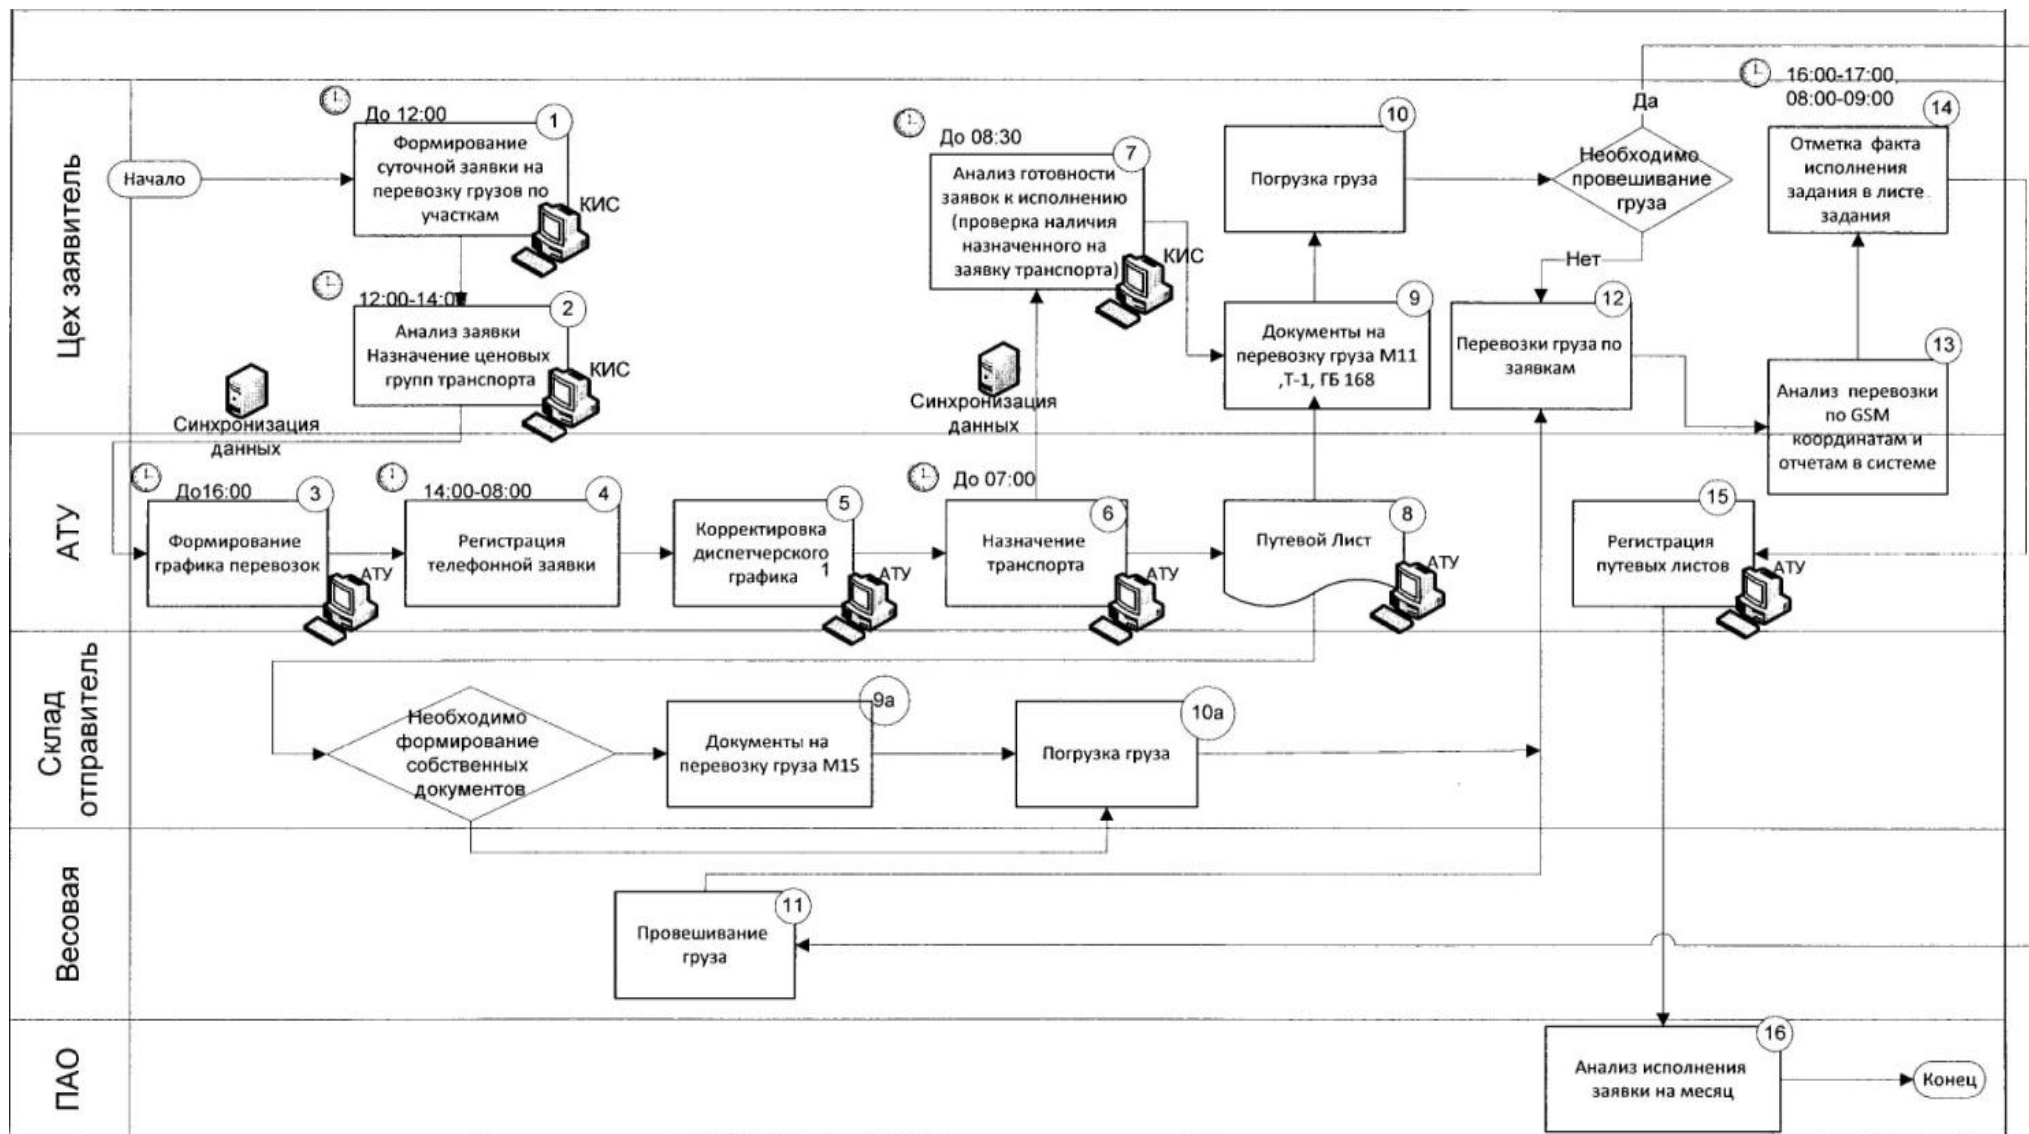 Цех заявитель
Начало
До 12:00
1
Формирование
суточной заявки на
перевозку грузов по
участкам
КИС
12:00-14:0
2
Анализ заявки
Назначение ценовых
групп транспорта
КИС
Синхронизация
данных
До 08:30
7
Анализ готовности
заявок к исполнению
(проверка наличия
назначенного на
заявку транспорта)
КИС
Синхронизация
данных
10
Погрузка груза
9
Документы на
перевозку груза М11
,Т-1, ГБ 168
Да
Необходимо
провешивание
груза
Нет
12
Перевозки груза по
заявкам
16:00-17:00,
08:00-09:00
14
Отметка факта
исполнения
задания в листе
задания
13
Анализ перевозки
по GSM
координатам и
отчетам в системе
АТУ
До16:00
3
Формирование
графика перевозок
АТУ
14:00-08:00
4
Регистрация
телефонной заявки
5
Корректировка
диспетчерского
графика 1
АТУ
До 07:00
6
Назначение
транспорта
АТУ
8
Путевой Лист
АТУ
15
Регистрация
путевых листов
АТУ
Склад
отправитель
Необходимо
формирование
собственных
документов
9а
Документы на
перевозку груза М15
10а
Погрузка груза
Весовая
11
Провешивание
груза
ПАО
16
Анализ исполнения
заявки на месяц
Конец